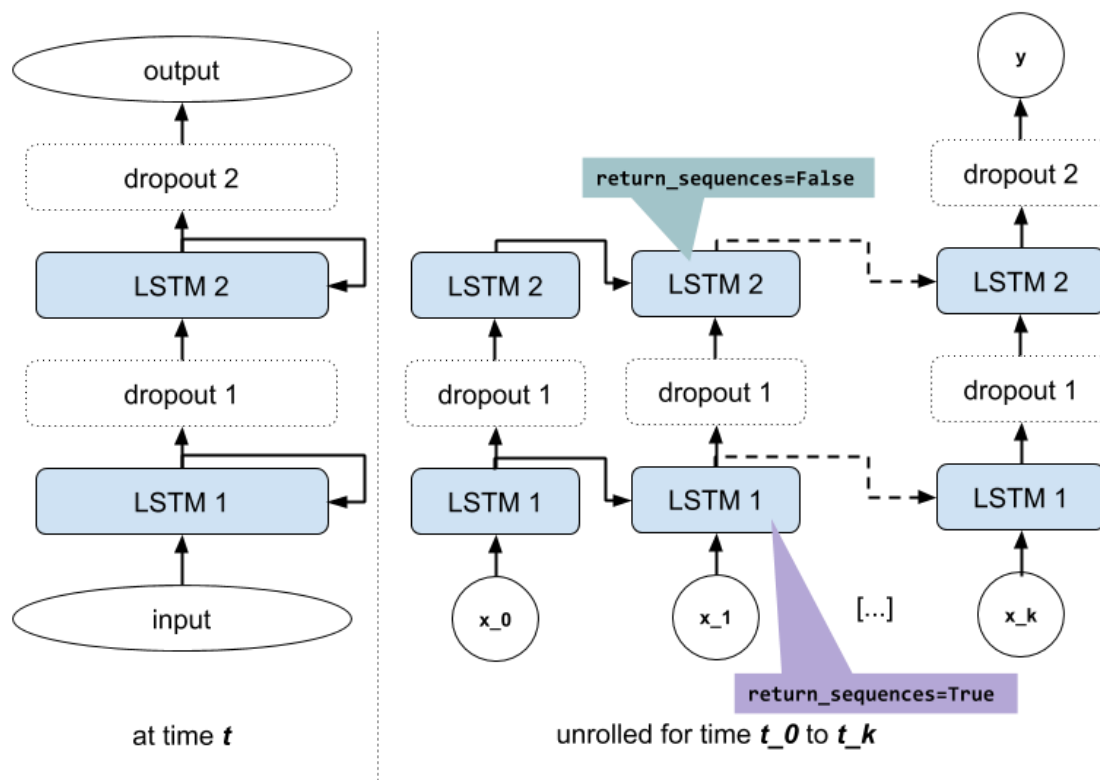 output
dropout 2
LSTM 2
dropout 1
LSTM 1
input
at time t
y
dropout 2
return_sequences=False
LSTM 2
LSTM 2
LSTM 2
dropout 1
dropout 1
dropout 1
LSTM 1
LSTM 1
LSTM 1
x_0
x_1
[...]
x_k
return_sequences=True
unrolled for time t_0 to t_k